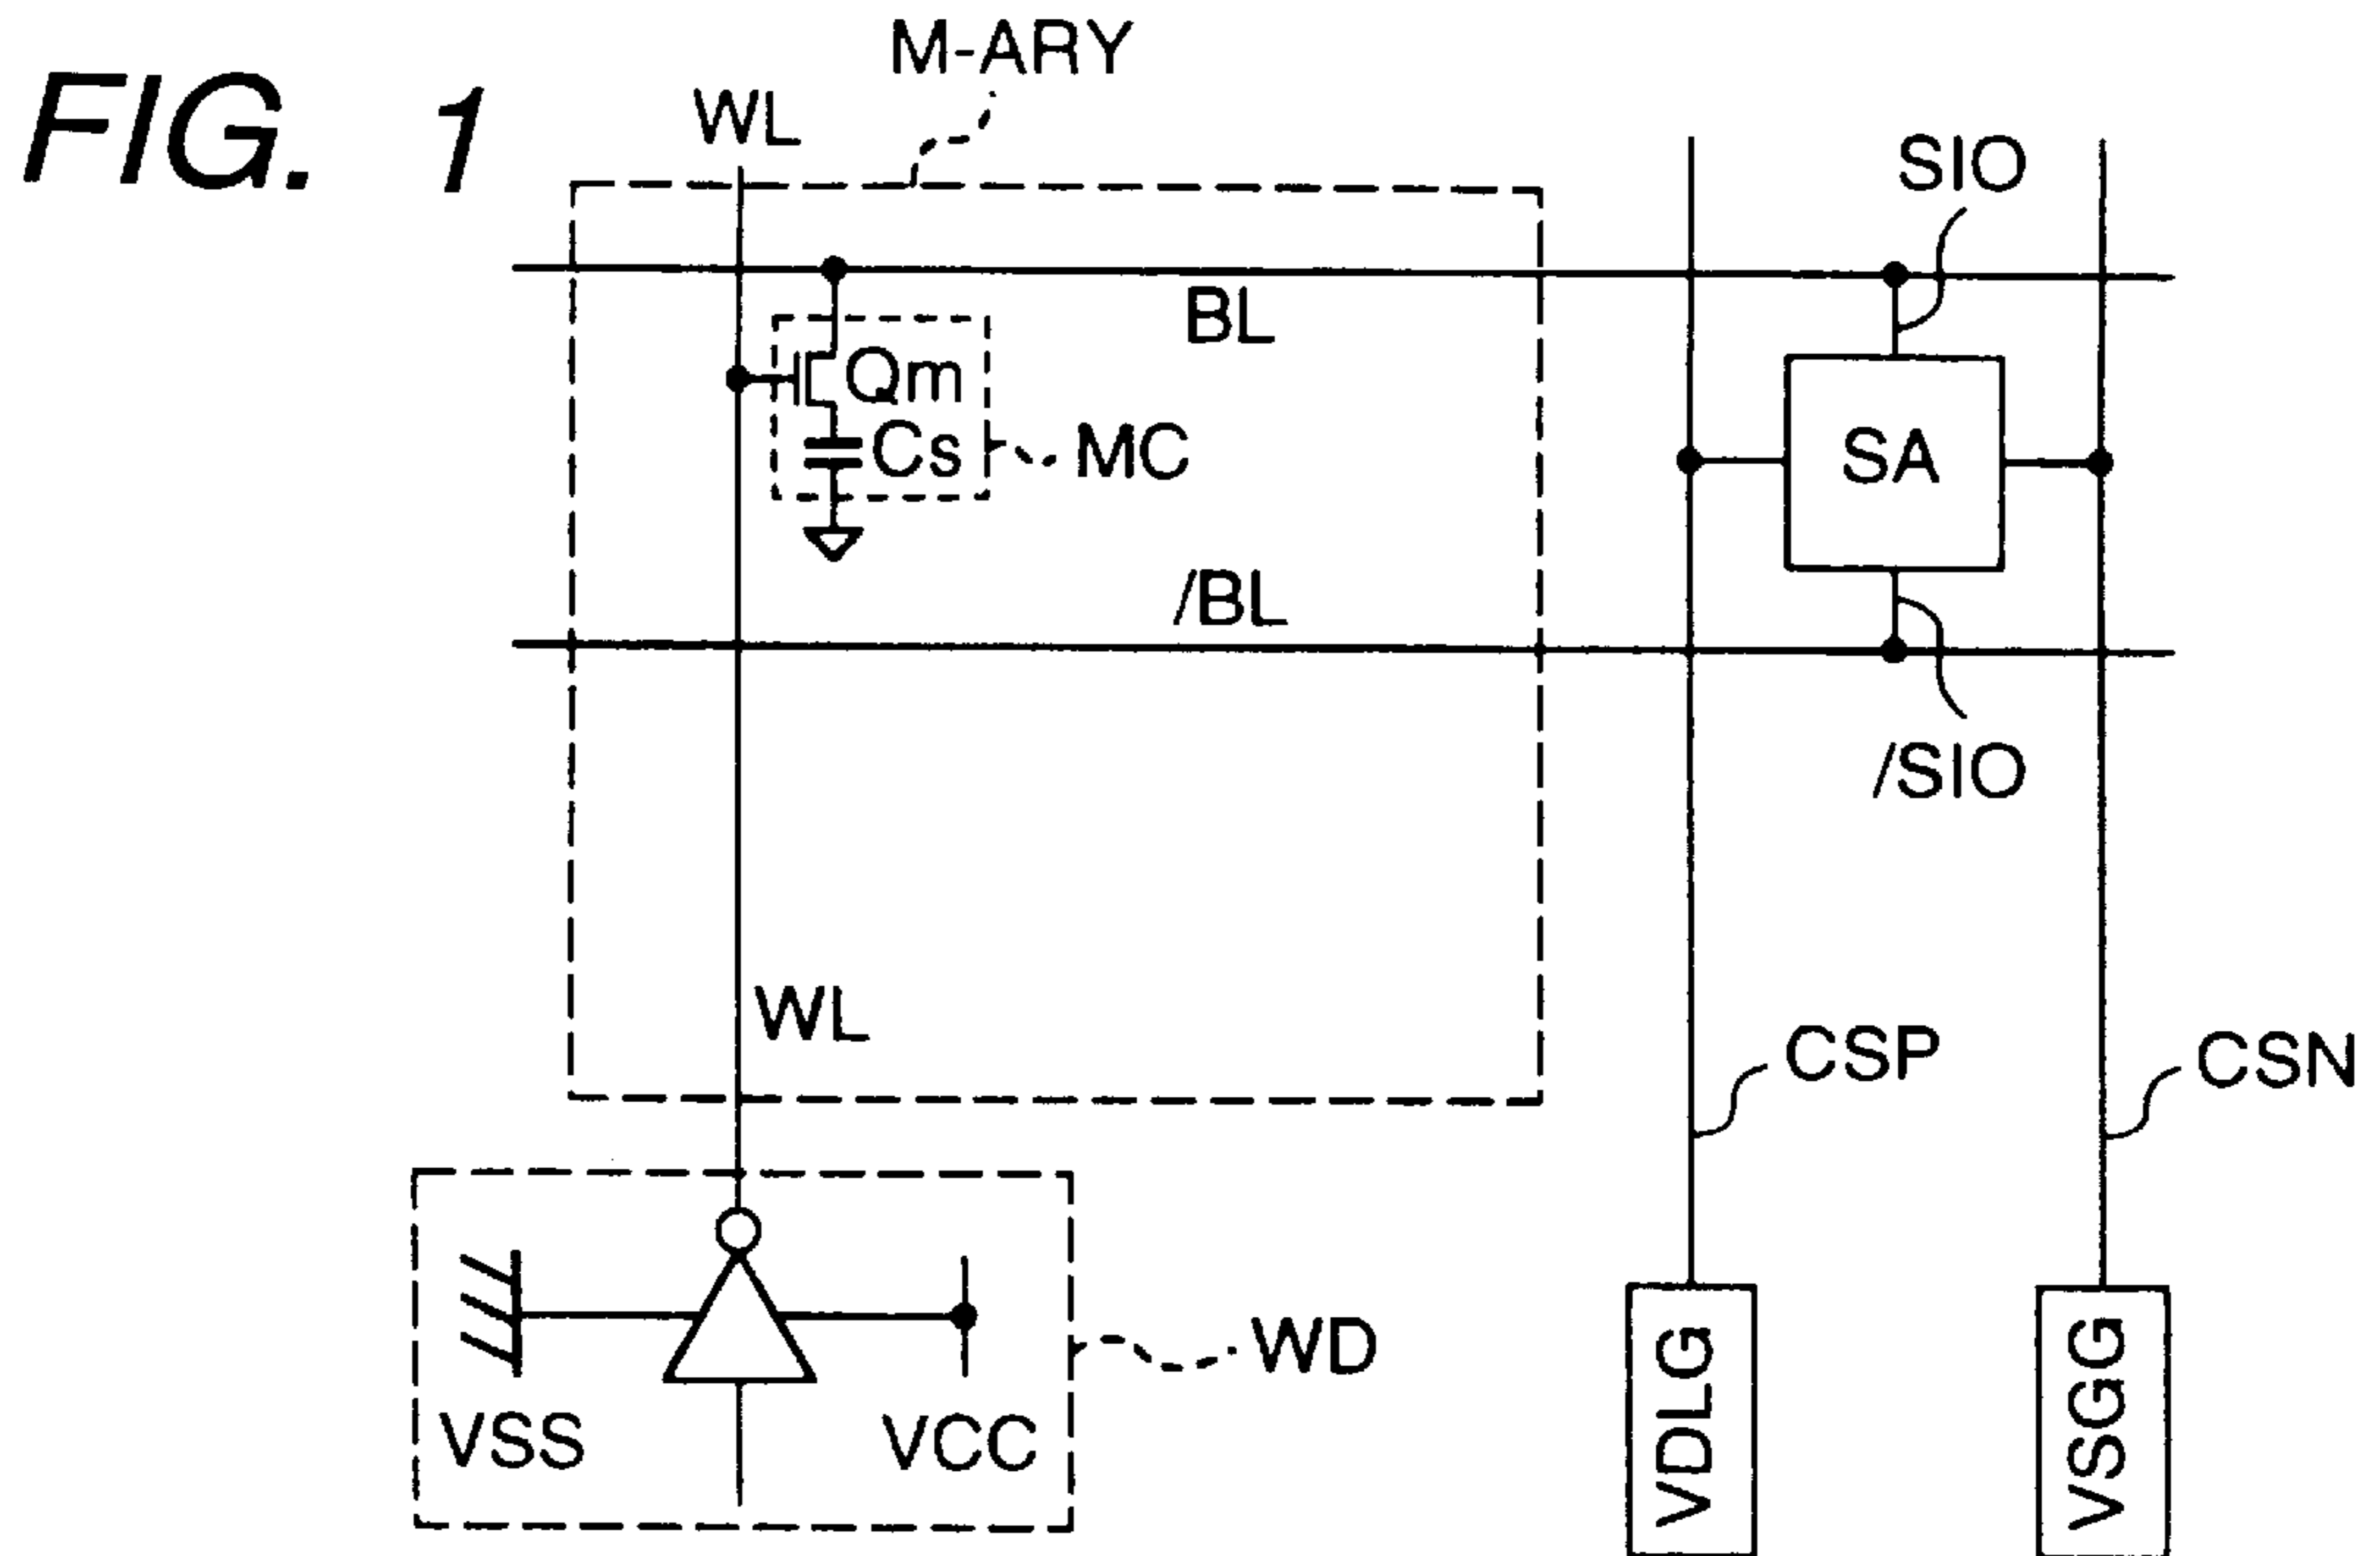 FIG. 1
M-ARY
WL
SIO
BL
Qm
Cs
MC
SA
/BL
/SIO
WL
CSP
CSN
WD
VSS
VCC
VDLG
VSGG